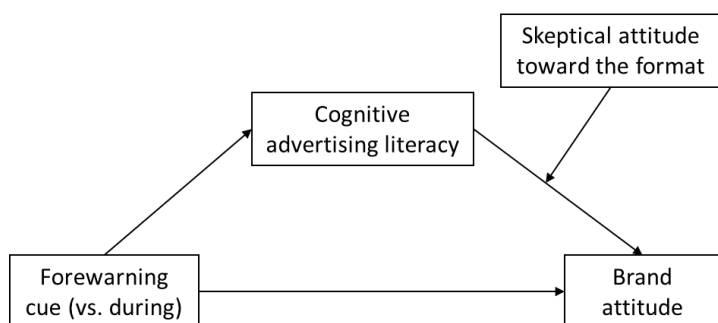 Skeptical attitude
toward the format
Cognitive
advertising literacy
Forewarning
cue (vs. during)
Brand
attitude